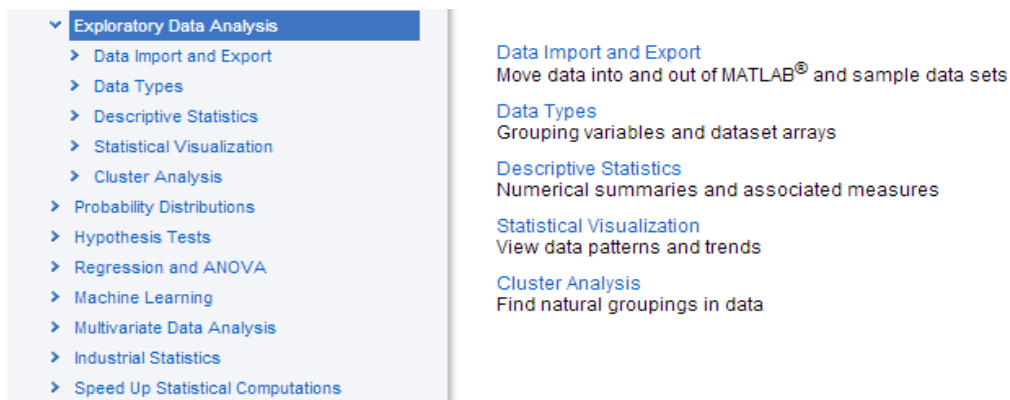 Exploratory Data Analysis
Data Import and Export
Data Types
Descriptive Statistics
Statistical Visualization
Cluster Analysis
Probability Distributions
Hypothesis Tests
Regression and ANOVA
Machine Learning
Multivariate Data Analysis
Industrial Statistics
Speed Up Statistical Computations
Data Import and Export
Move data into and out of MATLAB® and sample data sets
Data Types
Grouping variables and dataset arrays
Descriptive Statistics
Numerical summaries and associated measures
Statistical Visualization
View data patterns and trends
Cluster Analysis
Find natural groupings in data